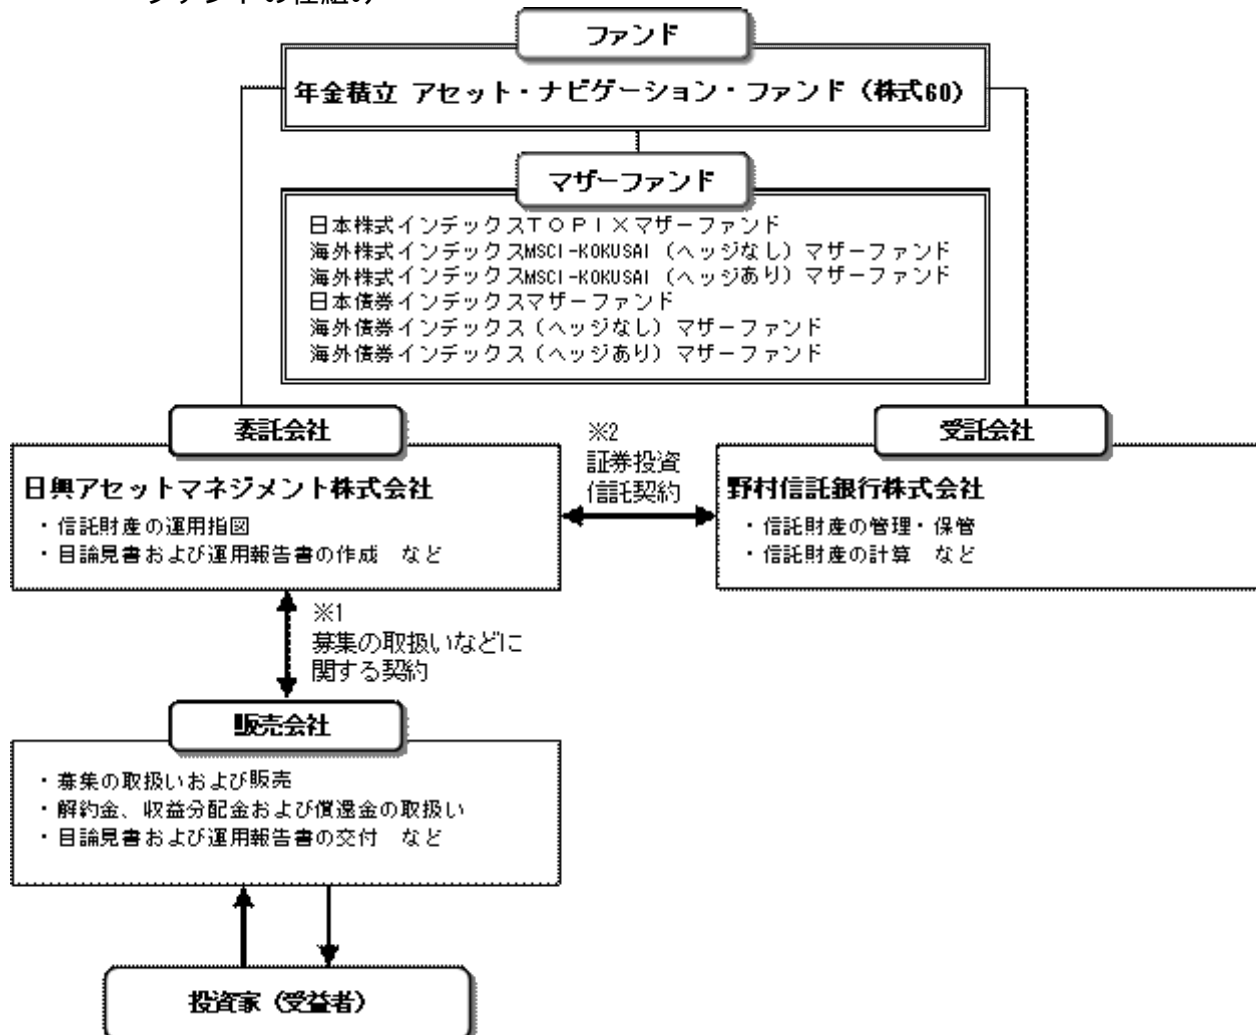 ファンドの仕組み
ファンド
年金積立 アセット・ナビゲーション・ファンド（株式60）
マザーファンド
日本株式インデックスＴＯＰＩＸマザーファンド
海外株式インデックスMSCI-KOKUSAI（ヘッジなし）マザーファンド
海外株式インデックスMSCI-KOKUSAI（ヘッジあり）マザーファンド
日本債券インデックスマザーファンド
海外債券インデックス（ヘッジなし）マザーファンド
海外債券インデックス（ヘッジあり）マザーファンド
委託会社
日興アセットマネジメント株式会社
・信託財産の運用指図
・目論見書および運用報告書の作成　など
※2
証券投資
信託契約
受託会社
野村信託銀行株式会社
・信託財産の管理・保管
・信託財産の計算　など
※1
募集の取扱いなどに
関する契約
販売会社
・募集の取扱いおよび販売
・解約金、収益分配金および償還金の取扱い
・目論見書および運用報告書の交付　など
投資家（受益者）